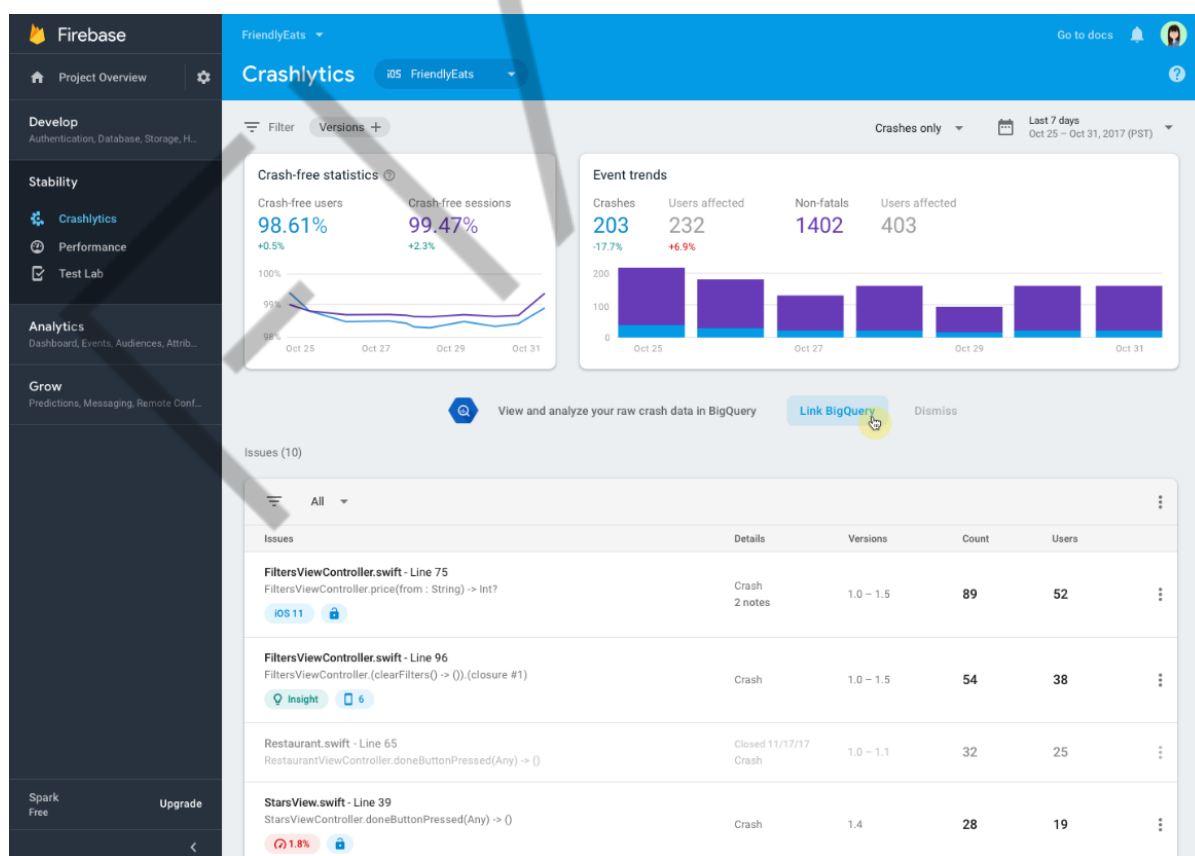 Firebase
FriendlyEats
Go to docs
Project Overview
Crashlytics
iOS FriendlyEats
Develop
Authentication, Database, Storage, H...
Filter
Versions +
Crashes only
Last 7 days
Oct 25 – Oct 31, 2017 (PST)
Stability
Crashlytics
Performance
Test Lab
Analytics
Dashboard, Events, Audiences, Attrib...
Grow
Predictions, Messaging, Remote Conf...
Crash-free statistics
Crash-free users
Crash-free sessions
98.61%
99.47%
+0.5%
+2.3%
100%
99%
98%
Oct 25
Oct 27
Oct 29
Oct 31
Event trends
Crashes
Users affected
Non-fatals
Users affected
203
232
1402
403
-17.7%
+6.9%
200
100
0
Oct 25
Oct 27
Oct 29
Oct 31
View and analyze your raw crash data in BigQuery
Link BigQuery
Dismiss
Issues (10)
All
Issues
Details
Versions
Count
Users
FiltersViewController.swift - Line 75
FiltersViewController.price(from : String) -> Int?
iOS 11
Crash
2 notes
1.0 – 1.5
89
52
FiltersViewController.swift - Line 96
FiltersViewController.(clearFilters() -> ()).(closure #1)
Insight
6
Crash
1.0 – 1.5
54
38
Restaurant.swift - Line 65
RestaurantViewController.doneButtonPressed(Any) -> ()
Closed 11/17/17
Crash
1.0 – 1.1
32
25
StarsView.swift - Line 39
StarsViewController.doneButtonPressed(Any) -> ()
1.8%
Crash
1.4
28
19
Spark
Free
Upgrade